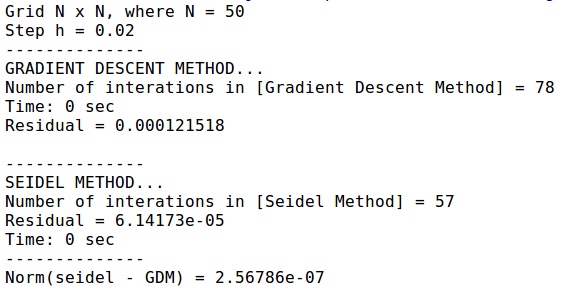 Grid N x N, where N = 50
Step h = 0.02
--------------
GRADIENT DESCENT METHOD...
Number of interations in [Gradient Descent Method] = 78
Time: 0 sec
Residual = 0.000121518
--------------
SEIDEL METHOD...
Number of interations in [Seidel Method] = 57
Residual = 6.14173e-05
Time: 0 sec
--------------
Norm(seidel - GDM) = 2.56786e-07